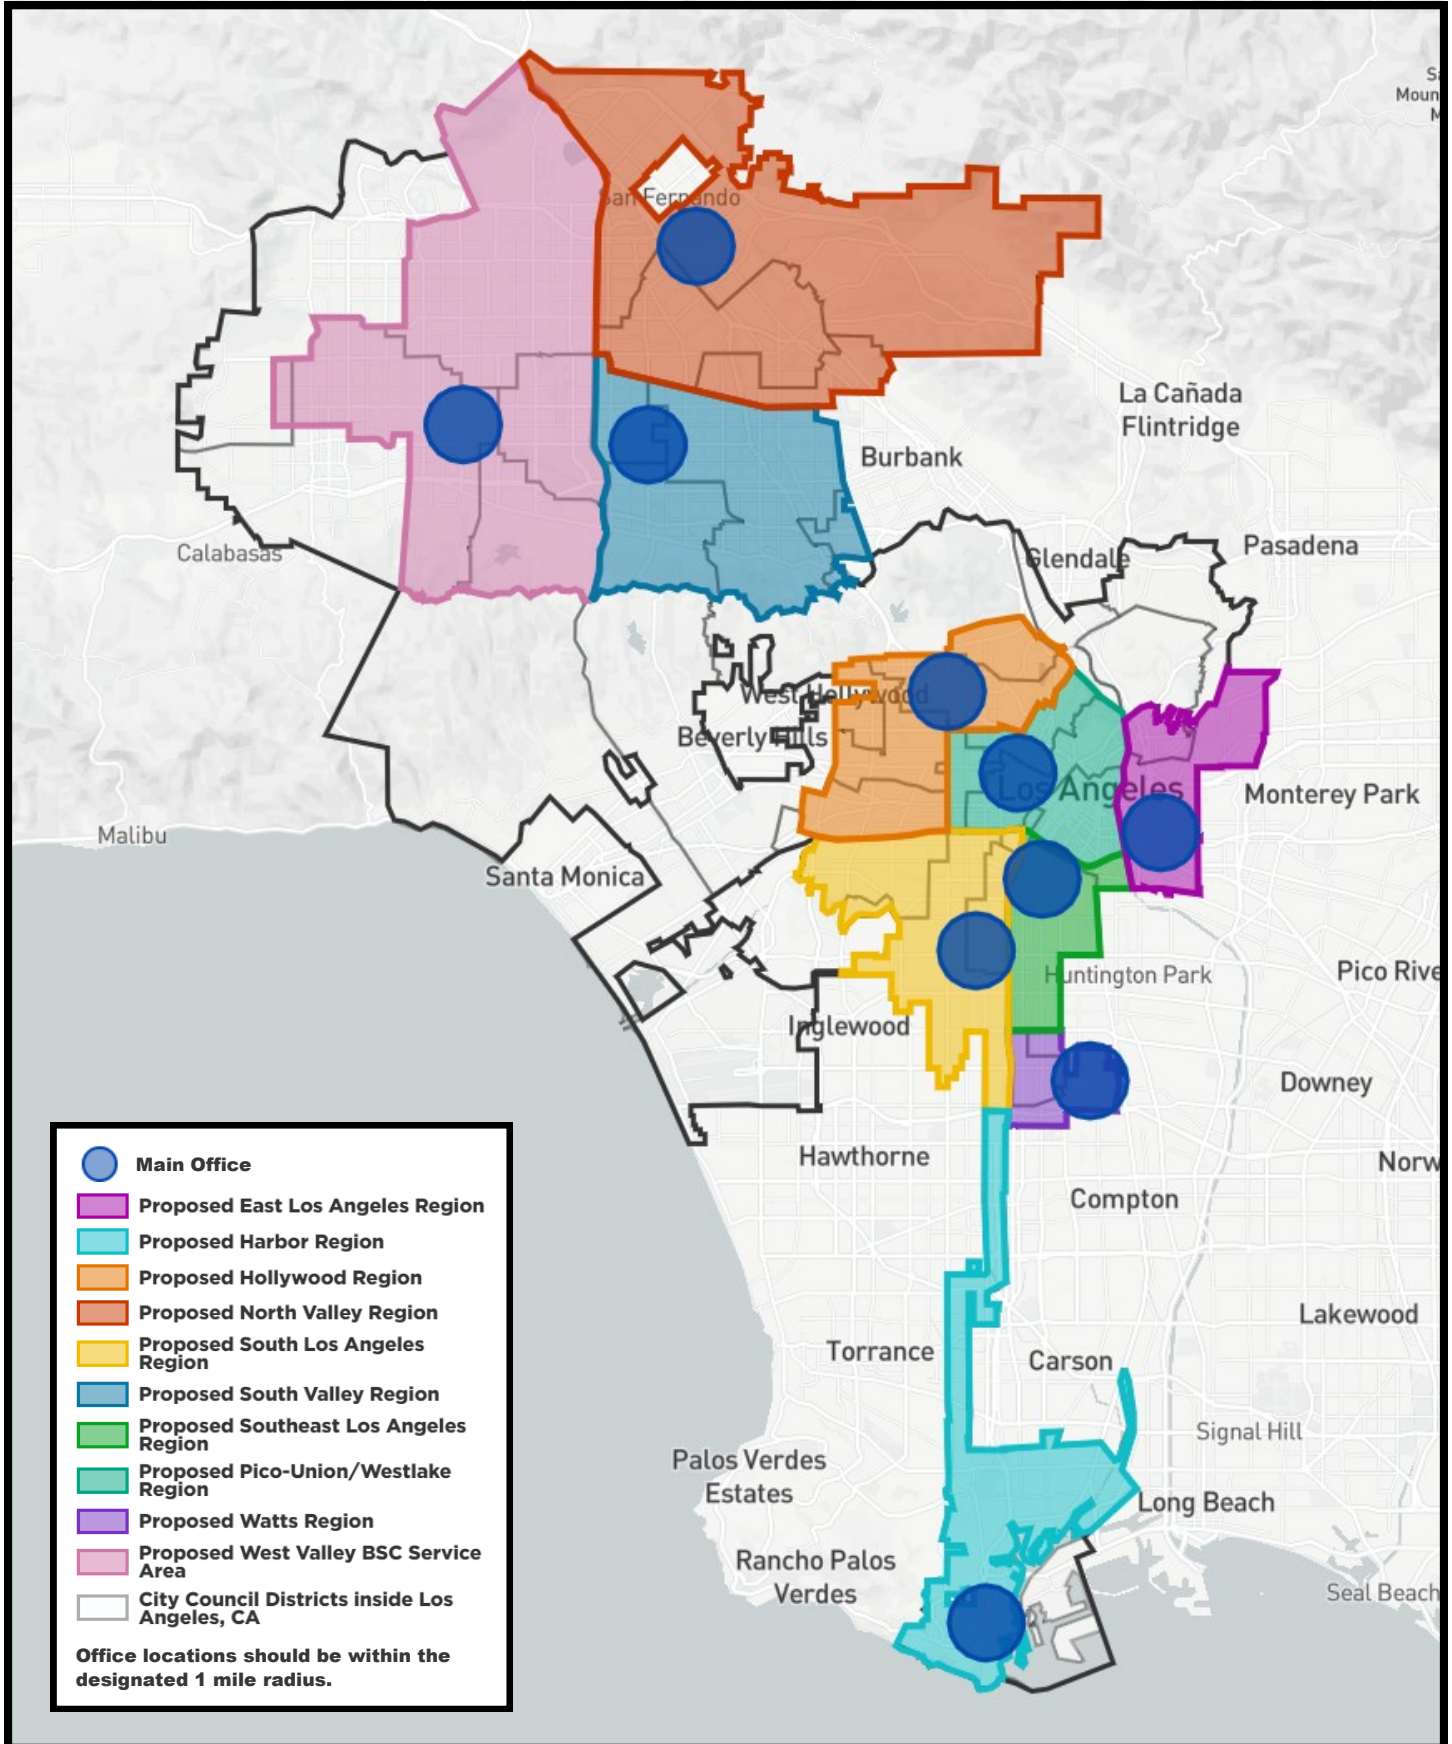 Sa
Moun
M
San Fernando
La Cañada
Flintridge
Burbank
Calabasas
Glendale
Pasadena
West Hollywood
Beverly Hills
Los Angeles
Monterey Park
Malibu
Santa Monica
Huntington Park
Pico Rive
Inglewood
Downey
Hawthorne
Norw
Compton
Lakewood
Torrance
Carson
Signal Hill
Palos Verdes
Estates
Long Beach
Rancho Palos
Verdes
Seal Beach
Main Office
Proposed East Los Angeles Region
Proposed Harbor Region
Proposed Hollywood Region
Proposed North Valley Region
Proposed South Los Angeles
Region
Proposed South Valley Region
Proposed Southeast Los Angeles
Region
Proposed Pico-Union/Westlake
Region
Proposed Watts Region
Proposed West Valley BSC Service
Area
City Council Districts inside Los
Angeles, CA
Office locations should be within the
designated 1 mile radius.